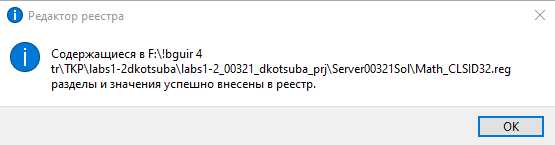 Редактор реестра
Содержащиеся в F:\!bguir 4
tr\TKP\labs1-2dkotsuba\labs1-2_00321_dkotsuba_prj\Server00321Sol\Math_CLSID32.reg
разделы и значения успешно внесены в реестр.
ОК